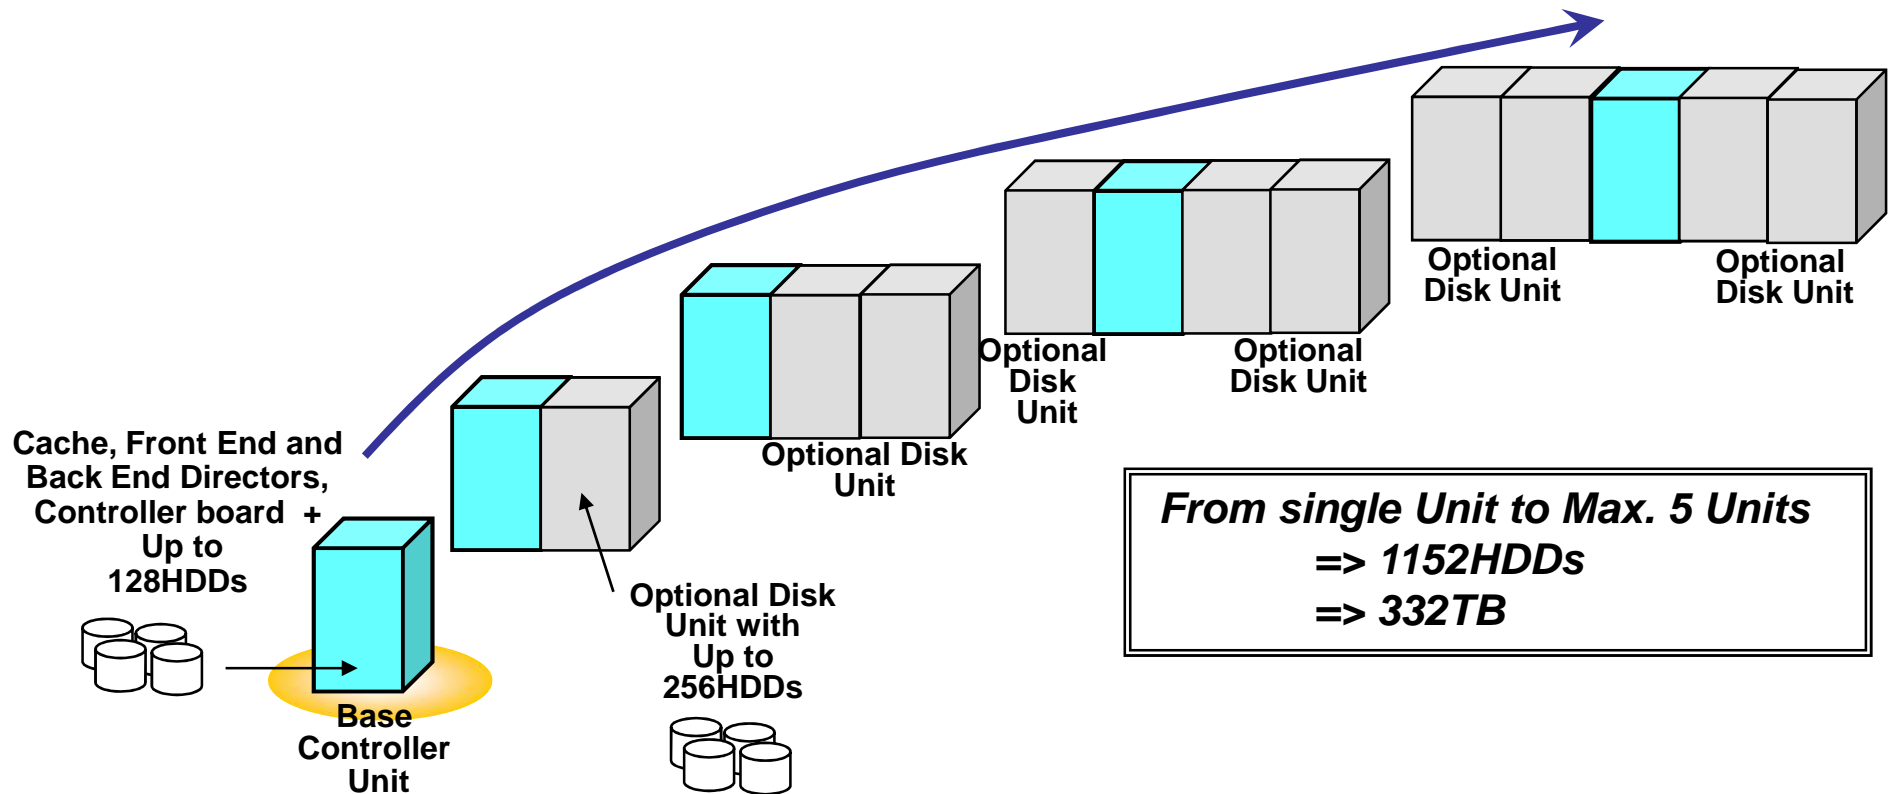 Cache, Front End and
Back End Directors,
Controller board +
Up to
128HDDs
Base
Controller
Unit
Optional Disk
Unit with
Up to
256HDDs
Optional Disk
Unit
Optional
Disk
Unit
Optional
Disk Unit
Optional
Disk Unit
Optional
Disk Unit
From single Unit to Max. 5 Units
=> 1152HDDs
=> 332TB